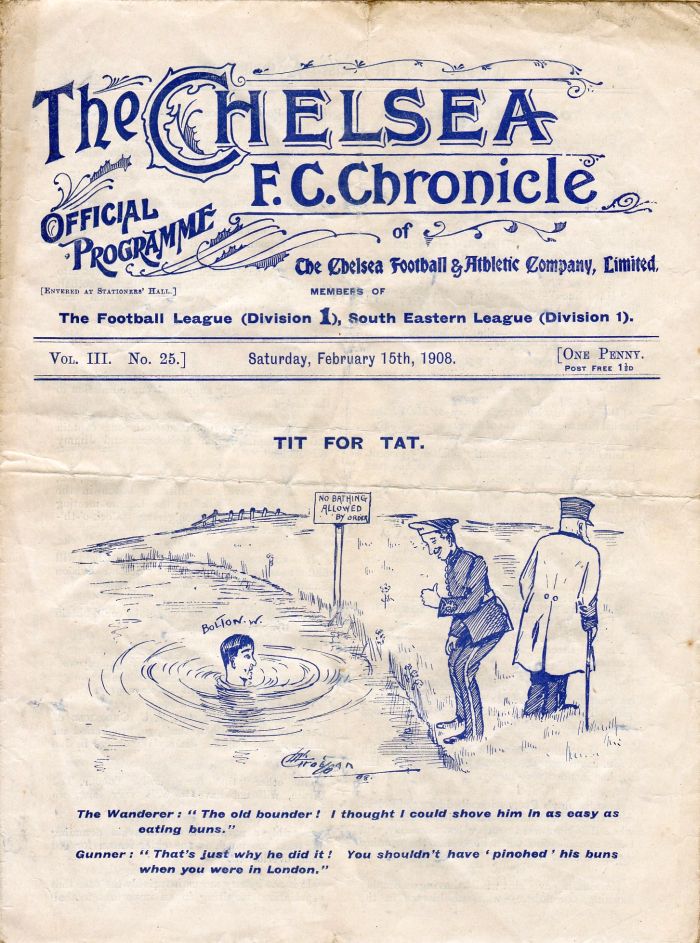 The Chelsea
F.C. Chronicle
OFFICIAL
PROGRAMME
of
The Chelsea Football & Athletic Company, Limited,
[Entered at Stationers' Hall.]
MEMBERS OF
The Football League (Division 1), South Eastern League (Division 1).
Vol. III. No. 25.] Saturday, February 15th, 1908. [One Penny.
Post Free 1½D
TIT FOR TAT.
NO BATHING
ALLOWED
BY ORDER
BOLTON. W.
The Wanderer: "The old bounder! I thought I could shove him in as easy as
eating buns."
Gunner: "That's just why he did it! You shouldn't have 'pinched' his buns
when you were in London."